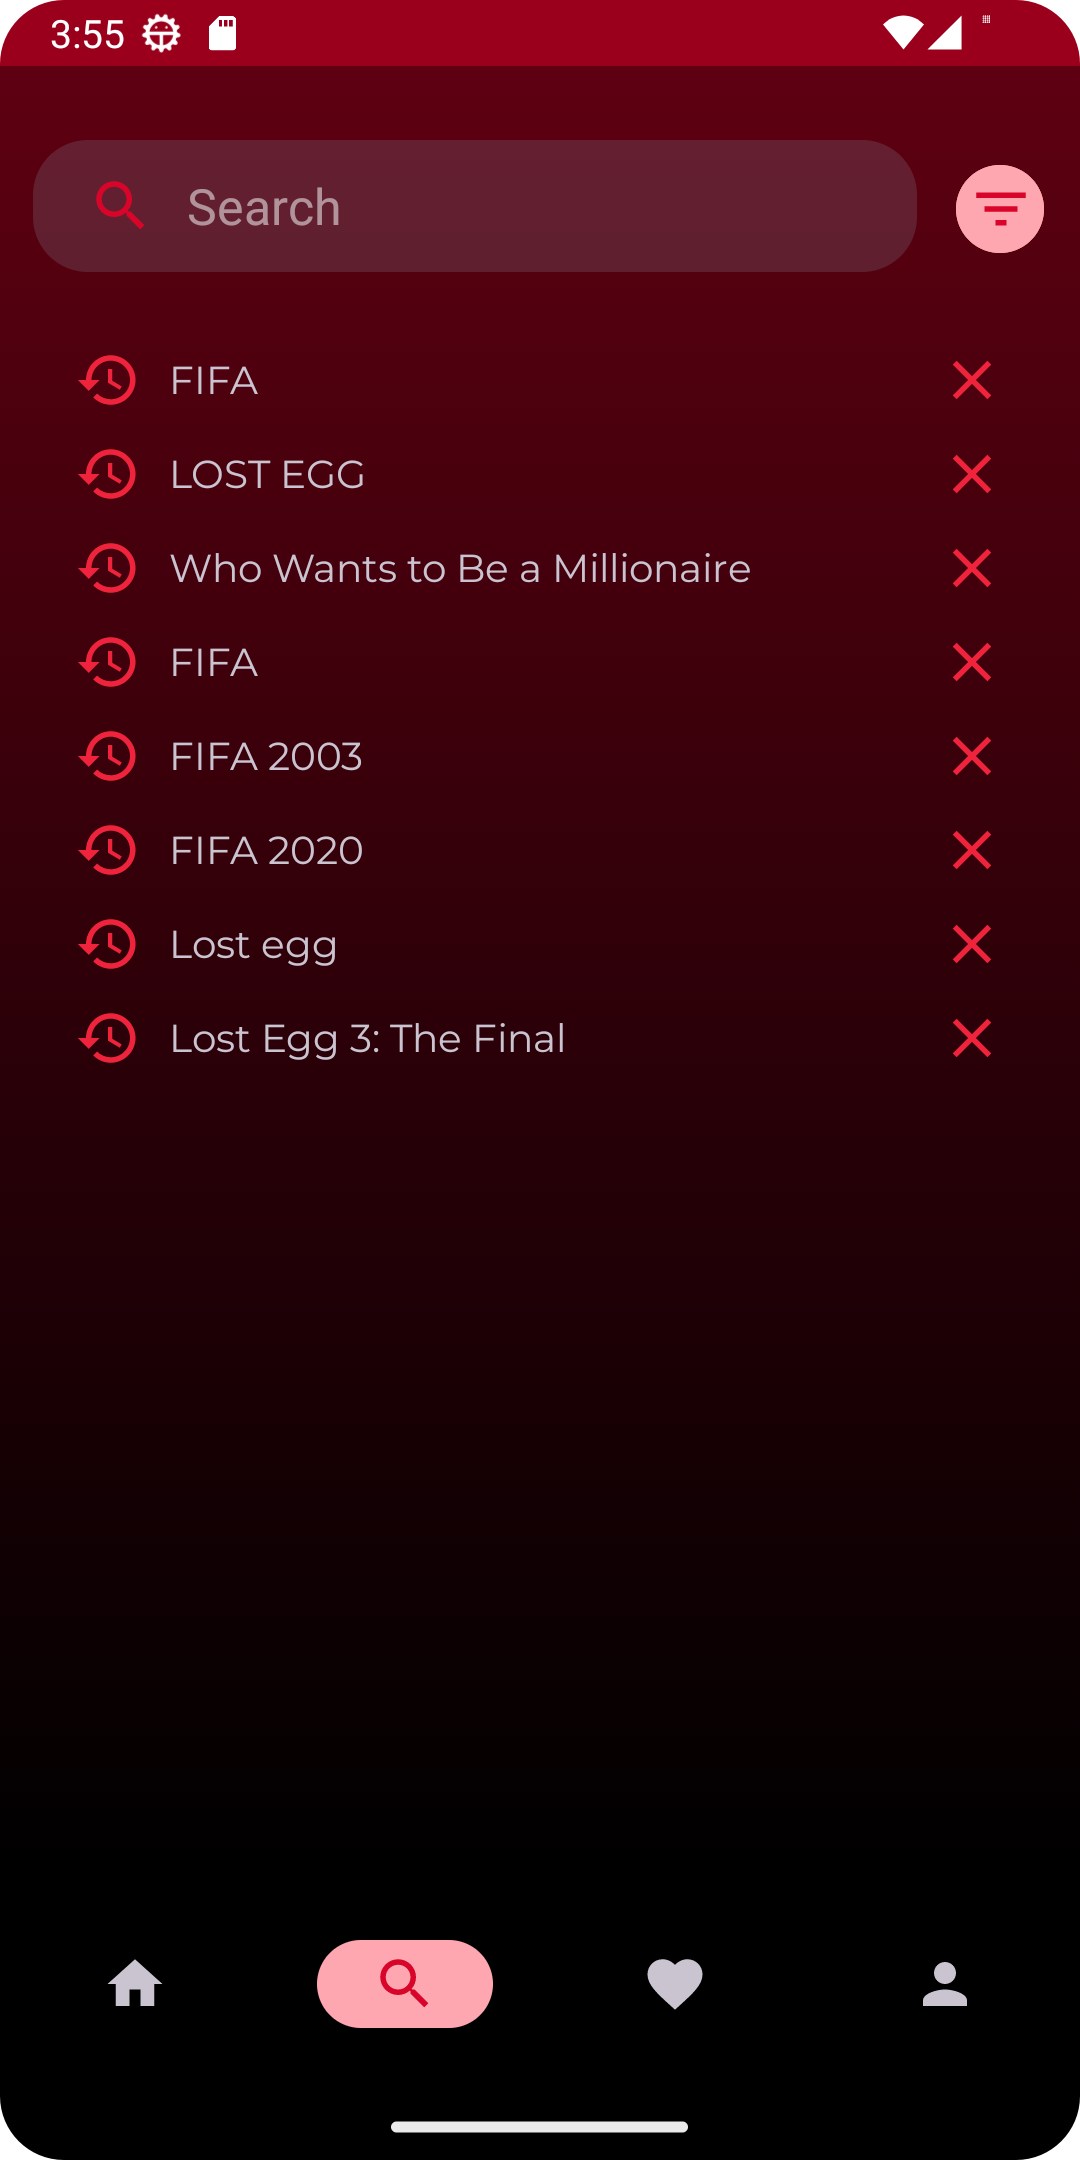 3:55
Search
FIFA
LOST EGG
Who Wants to Be a Millionaire
FIFA
FIFA 2003
FIFA 2020
Lost egg
Lost Egg 3: The Final